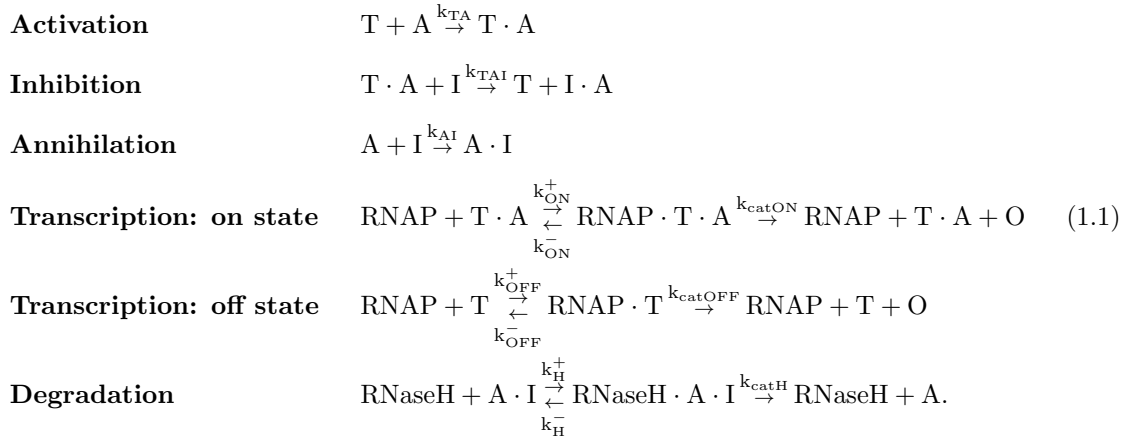 Activation T + A →^{k_TA} T · A
Inhibition T · A + I →^{k_TAI} T + I · A
Annihilation A + I →^{k_AI} A · I
Transcription: on state RNAP + T · A ⇄^{k_ON^+}_{k_ON^-} RNAP · T · A →^{k_catON} RNAP + T · A + O (1.1)
Transcription: off state RNAP + T ⇄^{k_OFF^+}_{k_OFF^-} RNAP · T →^{k_catOFF} RNAP + T + O
Degradation RNaseH + A · I ⇄^{k_H^+}_{k_H^-} RNaseH · A · I →^{k_catH} RNaseH + A.